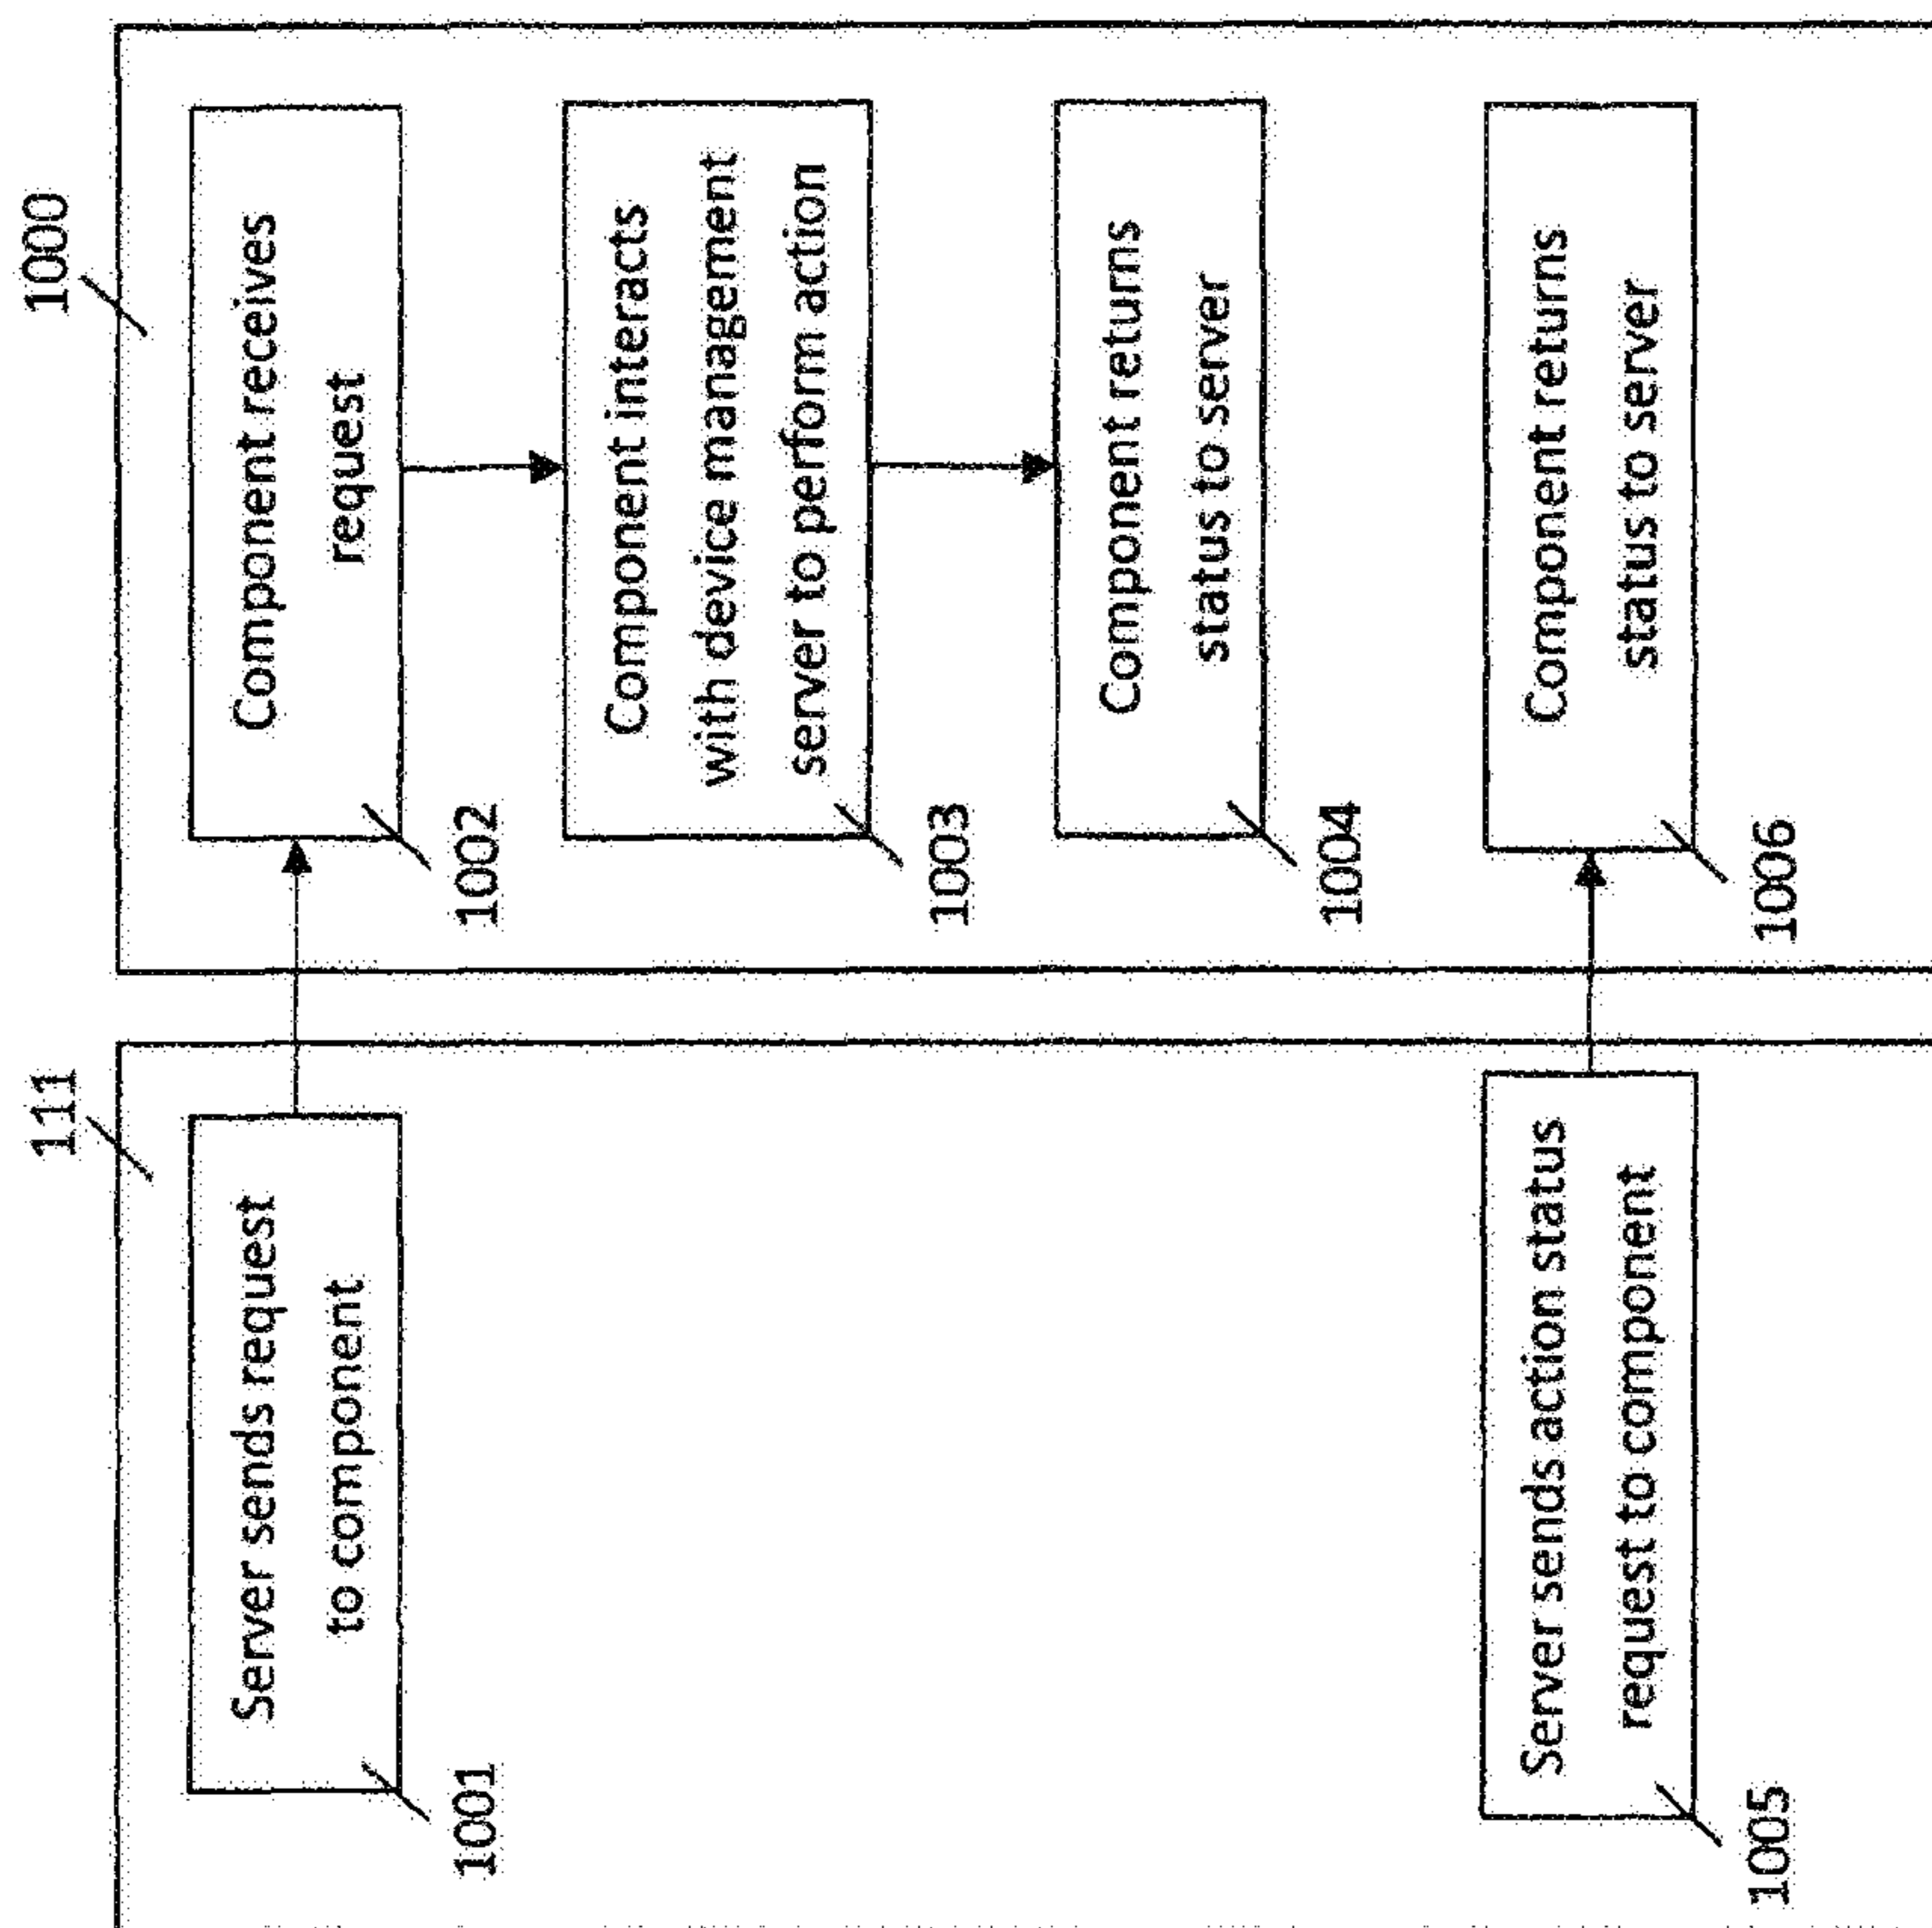 111
1000
Server sends request
to component
1001
Component receives
request
1002
Component interacts
with device management
server to perform action
1003
Component returns
status to server
1004
Server sends action status
request to component
1005
Component returns
status to server
1006